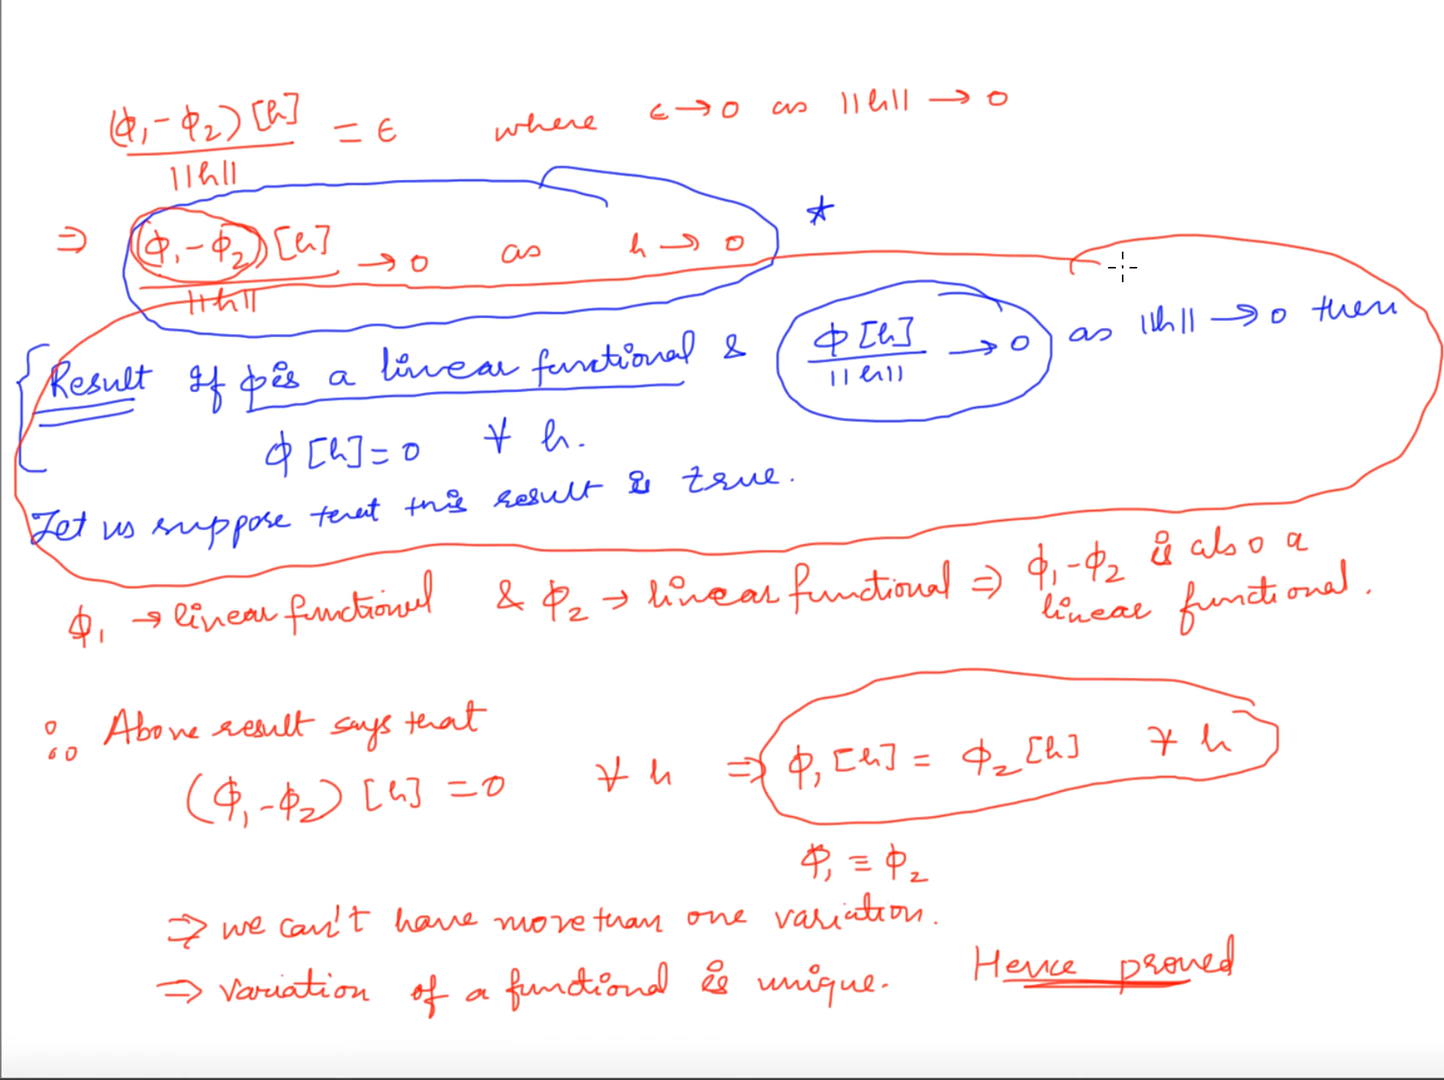 (ϕ₁-ϕ₂)[h] / ||h|| = ϵ where ϵ→0 as ||h|| → 0
⇒ (ϕ₁-ϕ₂)[h] / ||h|| → 0 as h → 0 ☆
Result If ϕ is a linear functional & ϕ[h] / ||h|| → 0 as ||h|| → 0 then
ϕ[h]=0 ∀ h.
Let us suppose that this result is true.
ϕ₁ → linear functional & ϕ₂ → linear functional ⇒ ϕ₁-ϕ₂ is also a
linear functional.
∴ Above result says that
(ϕ₁-ϕ₂)[h] =0 ∀ h ⇒ ϕ₁[h] = ϕ₂[h] ∀ h
ϕ₁ ≡ ϕ₂
⇒ we can't have more than one variation.
⇒ variation of a functional is unique. Hence proved